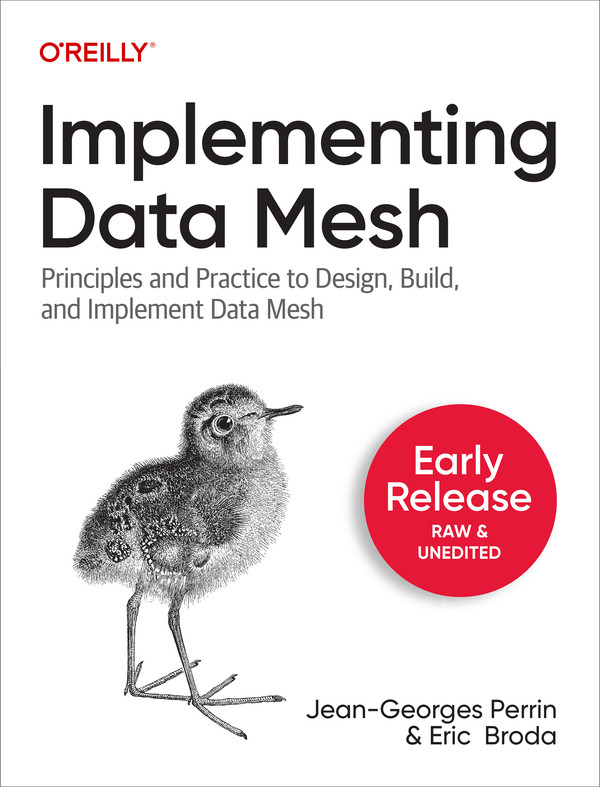 O'REILLY®
Implementing
Data Mesh
Principles and Practice to Design, Build,
and Implement Data Mesh
Early
Release
RAW &
UNEDITED
Jean-Georges Perrin
& Eric Broda